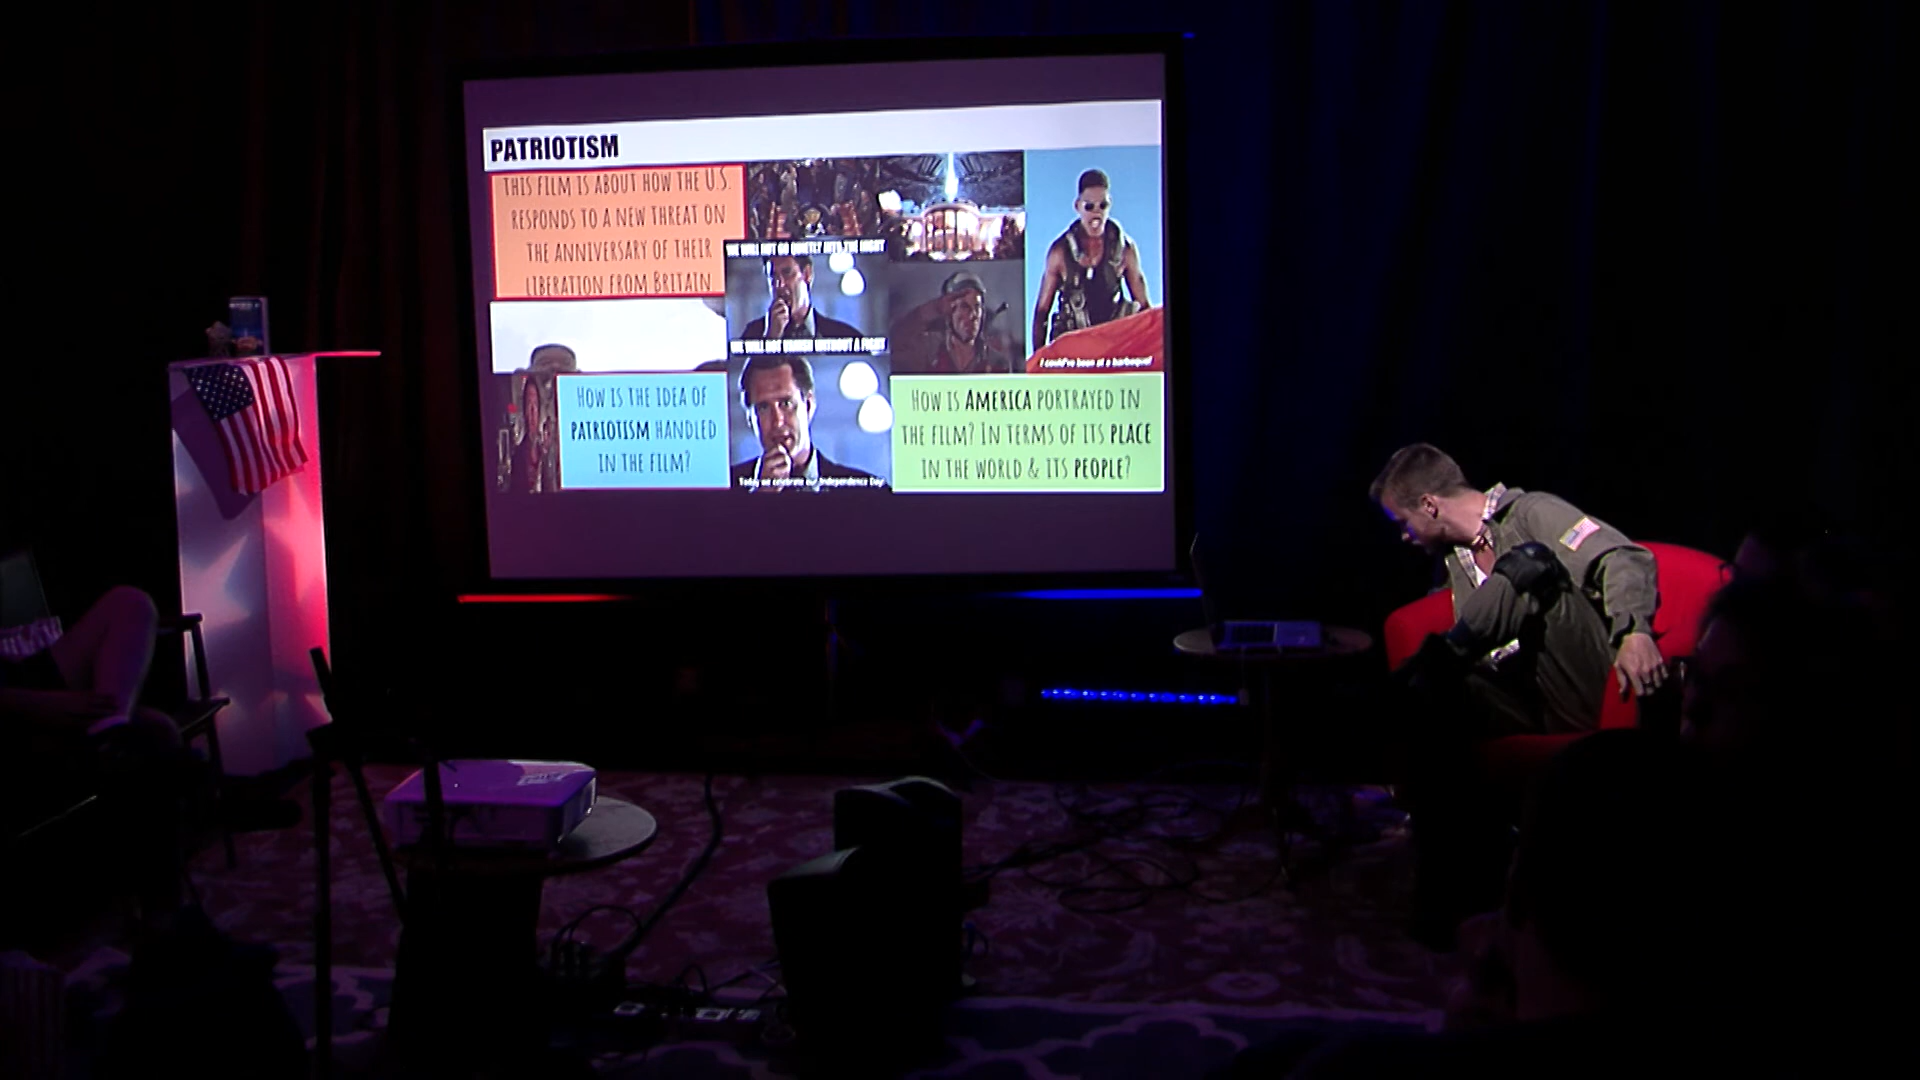 PATRIOTISM
THIS FILM IS ABOUT HOW THE U.S.
RESPONDS TO A NEW THREAT ON
THE ANNIVERSARY OF THEIR
LIBERATION FROM BRITAIN
WE WILL NOT GO QUIETLY INTO THE NIGHT
WE WILL NOT VANISH WITHOUT A FIGHT
Today we celebrate our Independence Day!
I could've been at a barbeque!
HOW IS THE IDEA OF
PATRIOTISM HANDLED
IN THE FILM?
HOW IS AMERICA PORTRAYED IN
THE FILM? IN TERMS OF ITS PLACE
IN THE WORLD & ITS PEOPLE?